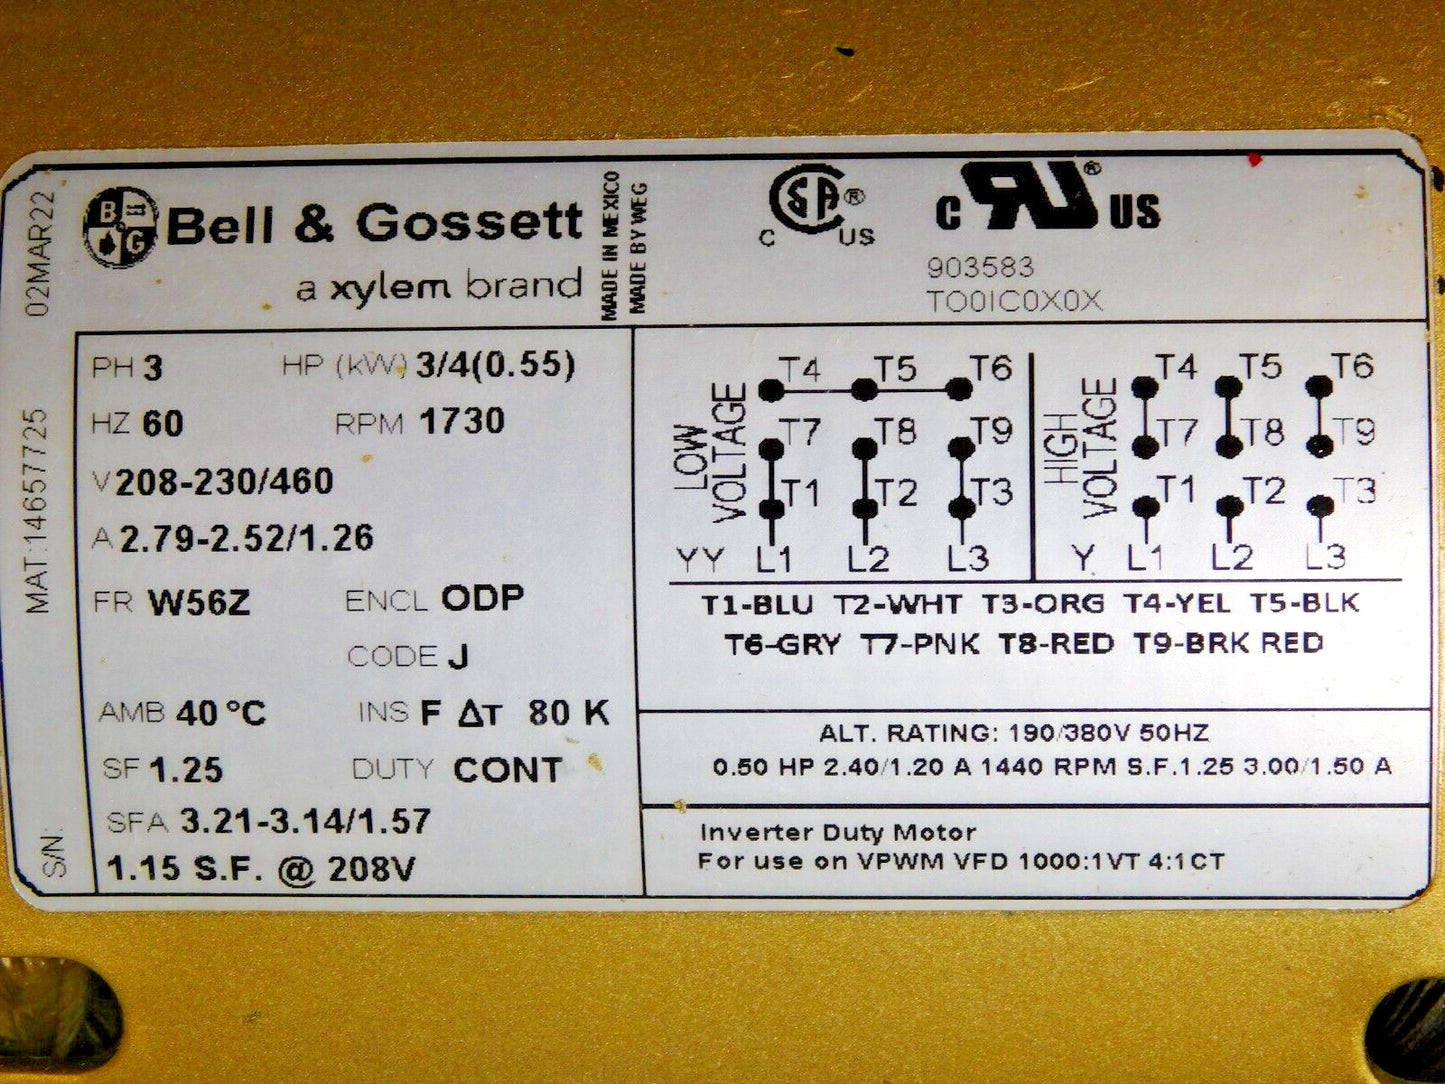 02MAR22
MAT:14657725
S/N:
B G
Bell & Gossett
a xylem brand
MADE IN MEXICO
MADE BY WEG
SA ®
C US
C RU ® US
903583
TO0IC0X0X
PH 3 HP (kW) 3/4(0.55)
HZ 60 RPM 1730
V 208-230/460
A 2.79-2.52/1.26
FR W56Z ENCL ODP
CODE J
AMB 40 °C INS F ΔT 80 K
SF 1.25 DUTY CONT
SFA 3.21-3.14/1.57
1.15 S.F. @ 208V
LOW VOLTAGE
T4 T5 T6
T7 T8 T9
T1 T2 T3
YY L1 L2 L3
HIGH VOLTAGE
T4 T5 T6
T7 T8 T9
T1 T2 T3
Y L1 L2 L3
T1-BLU T2-WHT T3-ORG T4-YEL T5-BLK
T6-GRY T7-PNK T8-RED T9-BRK RED
ALT. RATING: 190/380V 50HZ
0.50 HP 2.40/1.20 A 1440 RPM S.F.1.25 3.00/1.50 A
Inverter Duty Motor
For use on VPWM VFD 1000:1VT 4:1CT